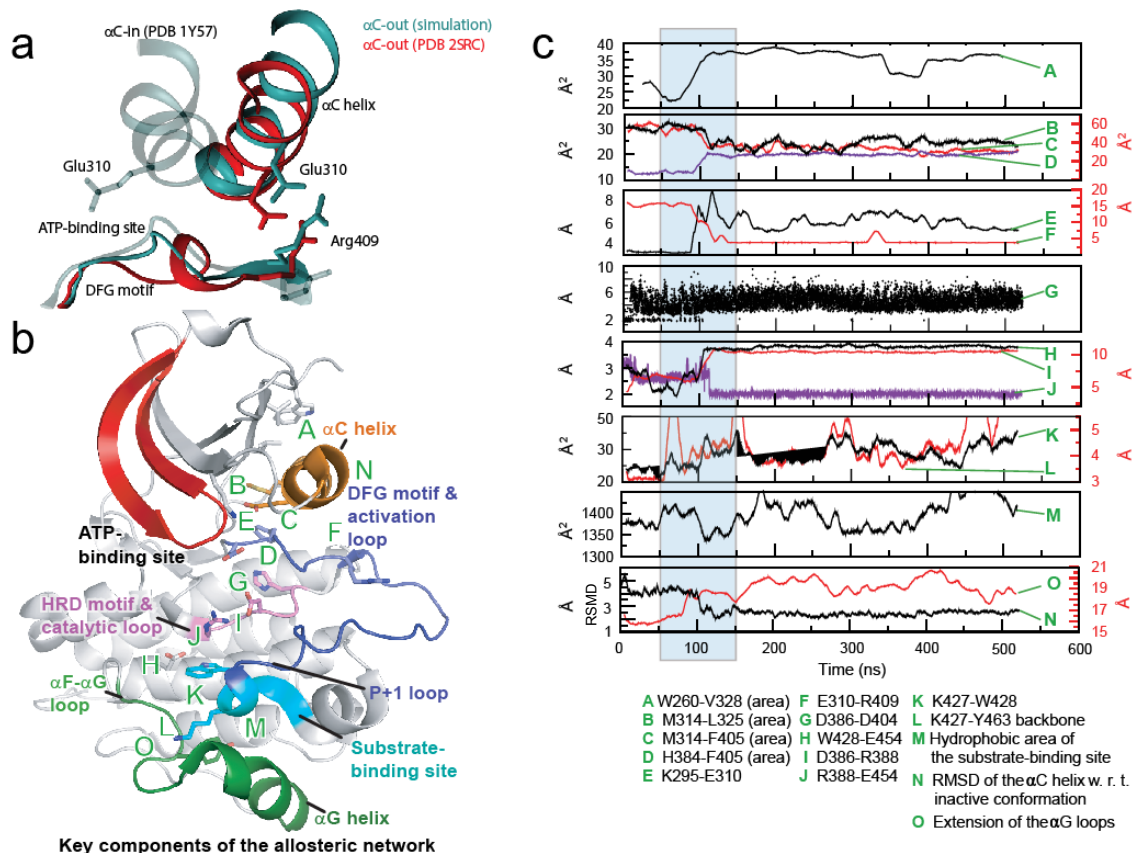 a
αC-in (PDB 1Y57)
αC-out (simulation)
αC-out (PDB 2SRC)
αC helix
Glu310
Glu310
ATP-binding site
Arg409
DFG motif
b
A
αC helix
N
B
DFG motif &
activation
loop
E
C
ATP-
binding site
D
F
G
HRD motif &
catalytic loop
I
J
H
αF-αG
loop
K
P+1 loop
L
M
O
Substrate-
binding site
αG helix
Key components of the allosteric network
c
40
35
30
25
20
Å²
A
30
20
10
Å²
60
40
20
Å²
B
C
D
8
6
4
Å
20
15
10
5
Å
E
F
10
6
2
Å
G
4
3
2
Å
10
5
Å
H
I
J
50
30
20
Å²
5
4
3
Å
K
L
1400
1300
Å²
M
5
3
1
Å
RSMD
21
19
17
16
15
Å
O
N
0
100
200
300
400
500
600
Time (ns)
A W260-V328 (area)
B M314-L325 (area)
C M314-F405 (area)
D H384-F405 (area)
E K295-E310
F E310-R409
G D386-D404
H W428-E454
I D386-R388
J R388-E454
K K427-W428
L K427-Y463 backbone
M Hydrophobic area of
the substrate-binding site
N RMSD of the αC helix w. r. t.
inactive conformation
O Extension of the αG loops